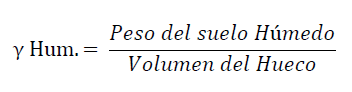 γ Hum. = Peso del suelo Húmedo / Volumen del Hueco